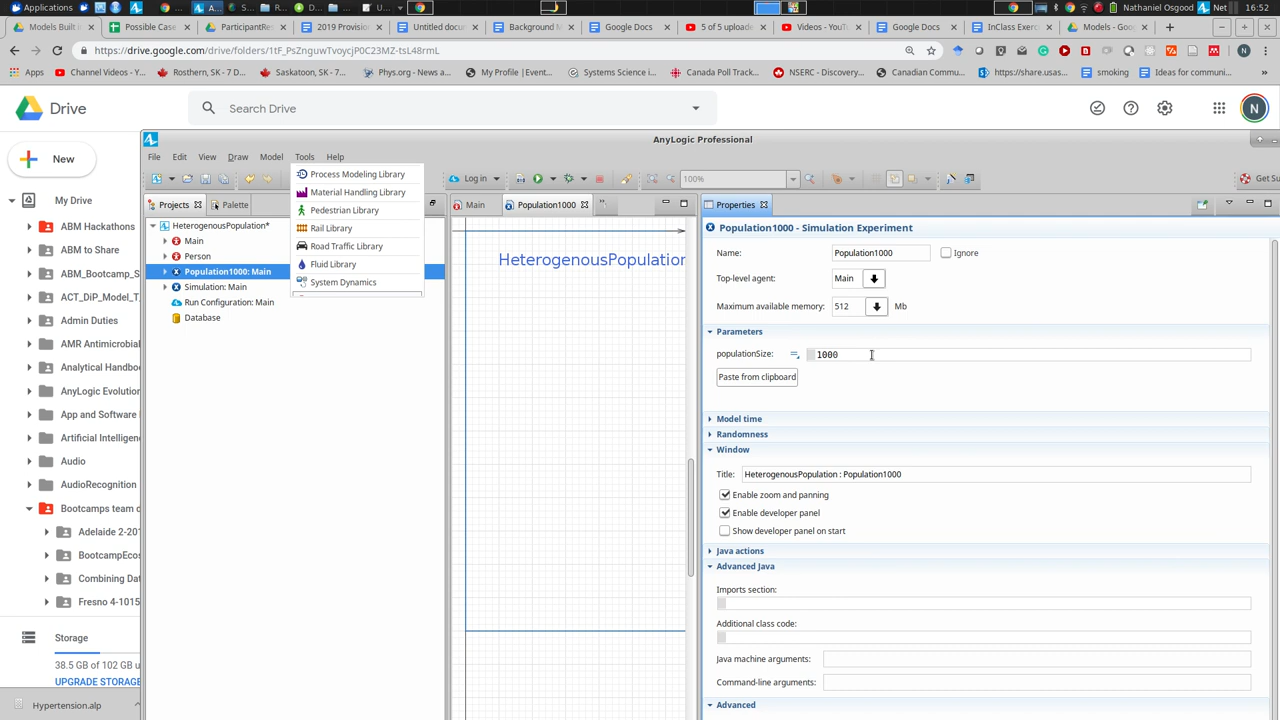 Applications
Nathaniel Osgood
16:52
Models Built i
Possible Case
ParticipantRes
2019 Provision
Untitled docu
Background M
Google Docs
5 of 5 uploade
Videos - YouT
Google Docs
InClass Exerc
Models - Goog
https://drive.google.com/drive/folders/1tF_PsZnguwTvoycjP0C23MZ-tsL48rmL
Apps
Channel Videos - Y...
Rosthern, SK - 7 D...
Saskatoon, SK - 7...
Phys.org - News a...
My Profile |Event...
Systems Science i...
Canada Poll Track...
NSERC - Discovery...
Canadian Commu...
https://share.usas...
smoking
Ideas for communi...
Drive
Search Drive
N
New
AnyLogic Professional
File Edit View Draw Model Tools Help
Log in
100%
Get Su
My Drive
ABM Hackathons
ABM to Share
ABM_Bootcamp_S
ACT_DiP_Model_T
Admin Duties
AMR Antimicrobial
Analytical Handbo
AnyLogic Evolution
App and Software
Artificial Intelligen
Audio
AudioRecognition
Bootcamps team d
Adelaide 2-201
BootcampEcos
Combining Dat
Fresno 4-1015
Storage
38.5 GB of 102 GB u
UPGRADE STORAGE
Hypertension.alp
Projects
Palette
HeterogenousPopulation*
Main
Person
Population1000: Main
Simulation: Main
Run Configuration: Main
Database
Process Modeling Library
Material Handling Library
Pedestrian Library
Rail Library
Road Traffic Library
Fluid Library
System Dynamics
Main
Population1000
HeterogenousPopulation
Properties
Population1000 - Simulation Experiment
Name: Population1000 Ignore
Top-level agent: Main
Maximum available memory: 512 Mb
Parameters
populationSize: 1000
Paste from clipboard
Model time
Randomness
Window
Title: HeterogenousPopulation : Population1000
Enable zoom and panning
Enable developer panel
Show developer panel on start
Java actions
Advanced Java
Imports section:
Additional class code:
Java machine arguments:
Command-line arguments:
Advanced